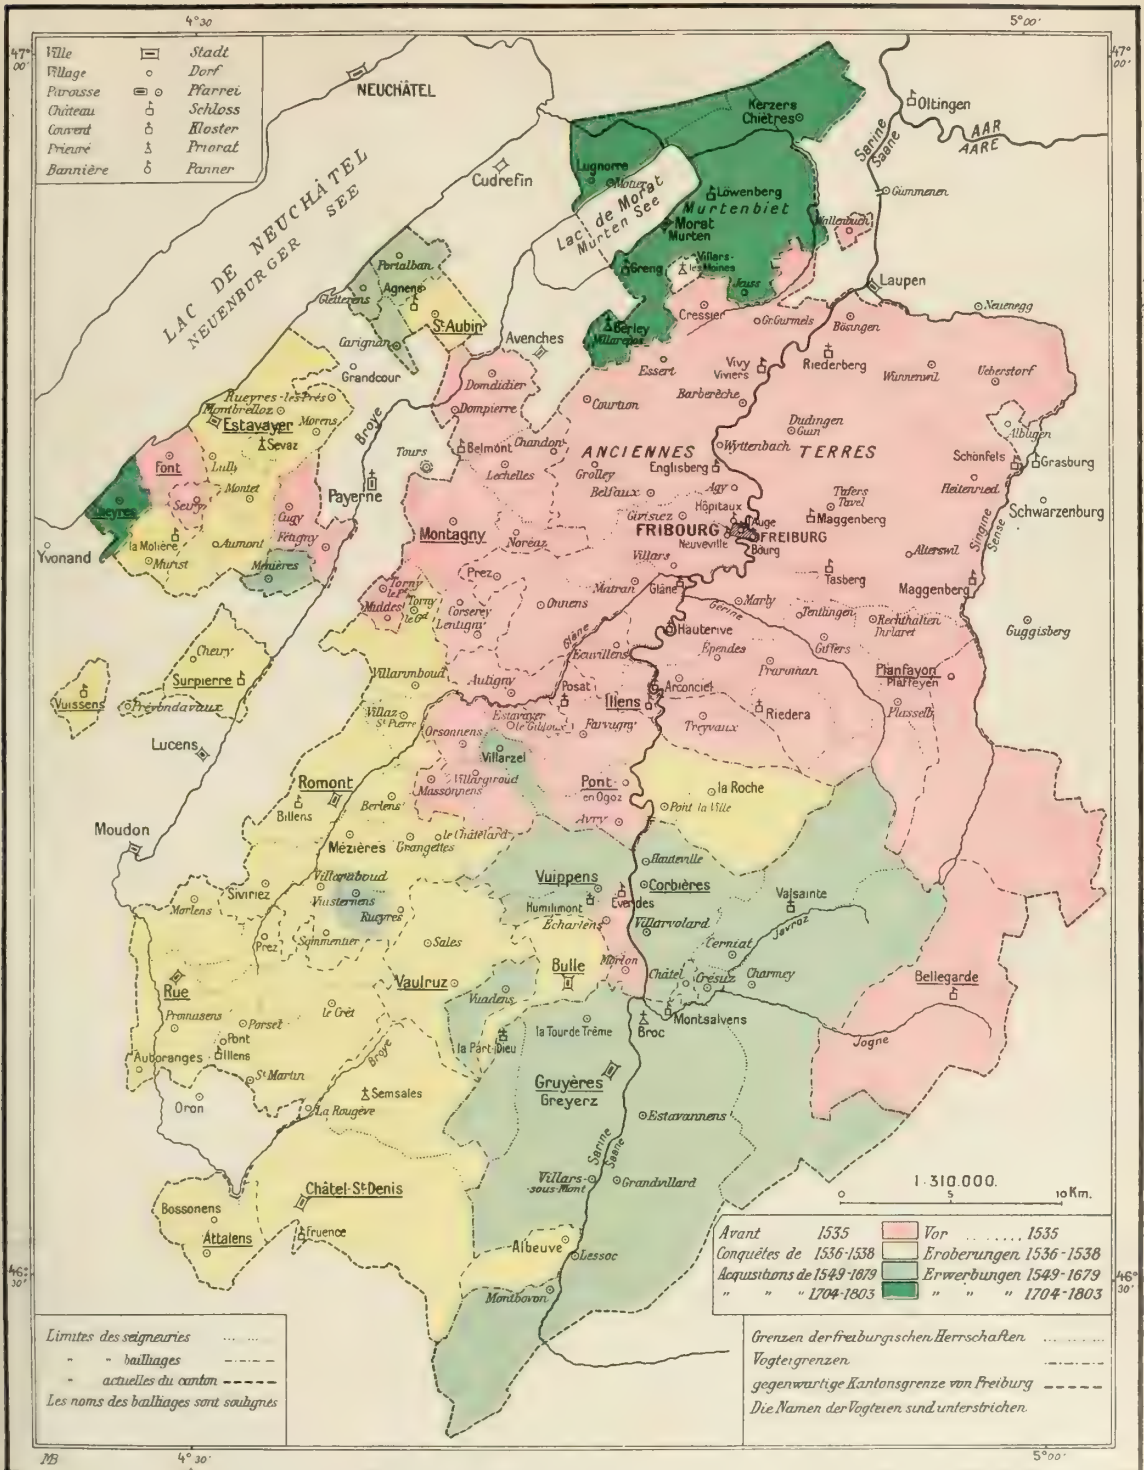 4° 30
5° 00'
47° 00'
47° 00'
Ville Stadt
Village Dorf
Paroisse Pfarrei
Château Schloss
Couvent Kloster
Prieuré Priorat
Bannière Panner
NEUCHÂTEL
LAC DE NEUCHÂTEL
NEUENBURGER SEE
Cudrefin
Kerzers
Chiètres
Oltingen
AAR
AARE
Sarine
Saane
Gümmenen
Lugnorre
Môtier
Lac de Morat
Murten See
Löwenberg
Murtenbiet
Morat
Murten
Wallenbuch
Greng
Villars-
les Moines
Jeuss
Laupen
Portalban
Gletterens
Agnens
St Aubin
Carignan
Grandcour
Avenches
Berley
Villarepos
Cressier
Gr. Gurmels
Bösingen
Neuenegg
Essert
Vivy
Viviers
Riederberg
Wünnewil
Ueberstorf
Domdidier
Dompierre
Courtion
Barberêche
Rueyres-les-Prés
Montbrelloz
Estavayer
Morens
Sevaz
Broye
Düdingen
Guin
Albligen
Wyttenbach
ANCIENNES TERRES
Tours
Belmont
Chandon
Lechelles
Grolley
Englisberg
Schönfels
Grasburg
Font
Lully
Montet
Payerne
Belfaux
Agy
Tafers
Tavel
Heitenried
Schwarzenburg
Cheyres
Seiry
Cugy
Fétigny
Givisiez
Hôpitaux
Auge
Maggenberg
FRIBOURG
FREIBURG
Neuveville
Bourg
Montagny
Noréaz
Yvonand
la Molière
Murist
Aumont
Ménières
Villars
Alterswil
Singine
Sense
Prez
Matran
Glâne
Tasberg
Maggenberg
Torny
le Pt
Middes
Torny
le Gd
Corserey
Lentigny
Onnens
Marly
Gérine
Tentlingen
Rechthalten
Dirlaret
Guggisberg
Hauterive
Ependes
Giffers
Glâne
Ecuvillens
Cheiry
Surpierre
Villarimboud
Autigny
Praroman
Planfayon
Plaffeyen
Vuissens
Prévondavaux
Posat
Illens
Arconciel
Villaz
St Pierre
Estavayer
le Gibloux
Farvagny
Treyvaux
Riedera
Plasselb
Lucens
Orsonnens
Villarzel
Villargiroud
Massonnens
Pont
en Ogoz
la Roche
Pont la Ville
Romont
Billens
Berlens
Avry
Moudon
Mézières
le Châtelard
Grangettes
Hauteville
Siviriez
Villaraboud
Vuisternens
Rueyres
Vuippens
Humilimont
Everdes
Corbières
Valsainte
Morlens
Echarlens
Villarvolard
Javroz
Prez
Sommentier
Sales
Cerniat
Bulle
Morlon
Châtel
Crésuz
Charmey
Vaulruz
Vuadens
Bellegarde
Rue
Promasens
Porsel
le Crêt
la Part-Dieu
la Tour de Trême
Broc
Montsalvens
Jogne
Pont
Auboranges
Illens
Broye
St Martin
Gruyères
Greyerz
Oron
La Rougève
Semsales
Estavannens
Sarine
Saane
Villars-
sous-Mont
Grandvillard
Châtel-St Denis
Bossonens
Attalens
Fruence
Albeuve
Lessoc
Montbovon
1:310.000.
0 5 10 Km.
Avant 1535 Vor ...... 1535
Conquêtes de 1536-1538 Eroberungen 1536-1538
Acquisitions de 1549-1679 Erwerbungen 1549-1679
" " " 1704-1803 " " " 1704-1803
46° 30'
46° 30'
Limites des seigneuries
" " bailliages
" actuelles du canton
Les noms des bailliages sont soulignés
Grenzen der freiburgischen Herrschaften
Vogteigrenzen
gegenwärtige Kantonsgrenze von Freiburg
Die Namen der Vogteien sind unterstrichen
MB
4° 30'
5° 00'